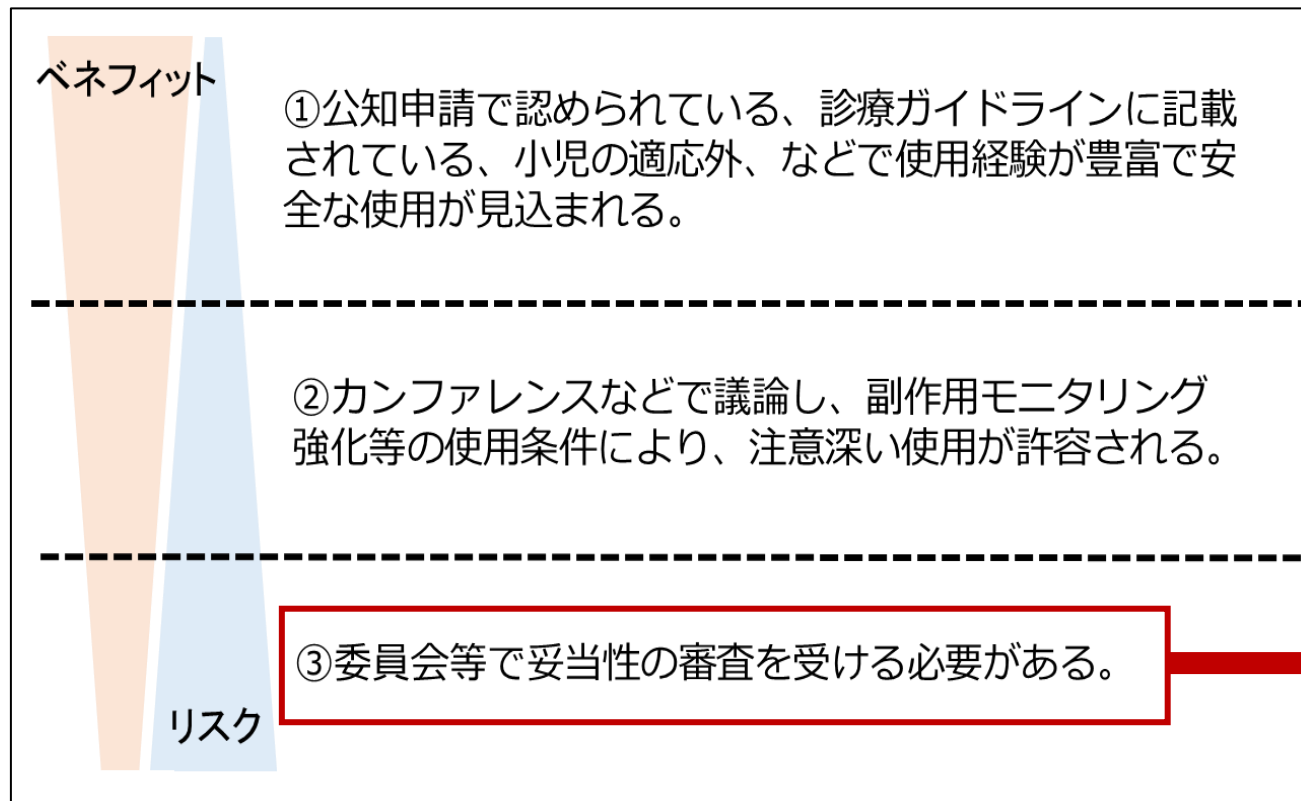 ベネフィット
①公知申請で認められている、診療ガイドラインに記載
されている、小児の適応外、などで使用経験が豊富で安
全な使用が見込まれる。
②カンファレンスなどで議論し、副作用モニタリング
強化等の使用条件により、注意深い使用が許容される。
③委員会等で妥当性の審査を受ける必要がある。
リスク